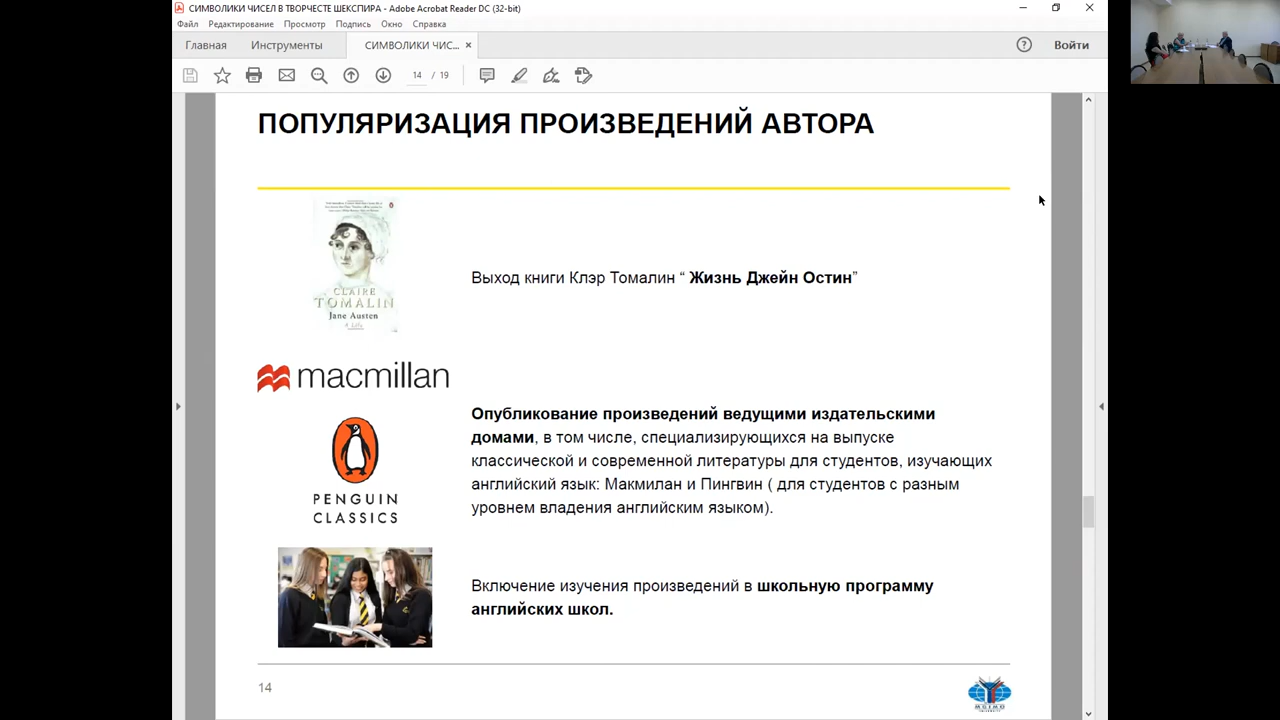 СИМВОЛИКИ ЧИСЕЛ В ТВОРЧЕСТВЕ ШЕКСПИРА - Adobe Acrobat Reader DC (32-bit)
Файл Редактирование Просмотр Подпись Окно Справка
Главная Инструменты СИМВОЛИКИ ЧИС... × Войти
14 / 19
ПОПУЛЯРИЗАЦИЯ ПРОИЗВЕДЕНИЙ АВТОРА
CLAIRE
TOMALIN
Jane Austen
A Life
Выход книги Клэр Томалин “ Жизнь Джейн Остин”
macmillan
PENGUIN
CLASSICS
Опубликование произведений ведущими издательскими
домами, в том числе, специализирующихся на выпуске
классической и современной литературы для студентов, изучающих
английский язык: Макмилан и Пингвин ( для студентов с разным
уровнем владения английским языком).
Включение изучения произведений в школьную программу
английских школ.
14
MGIMO
UNIVERSITY